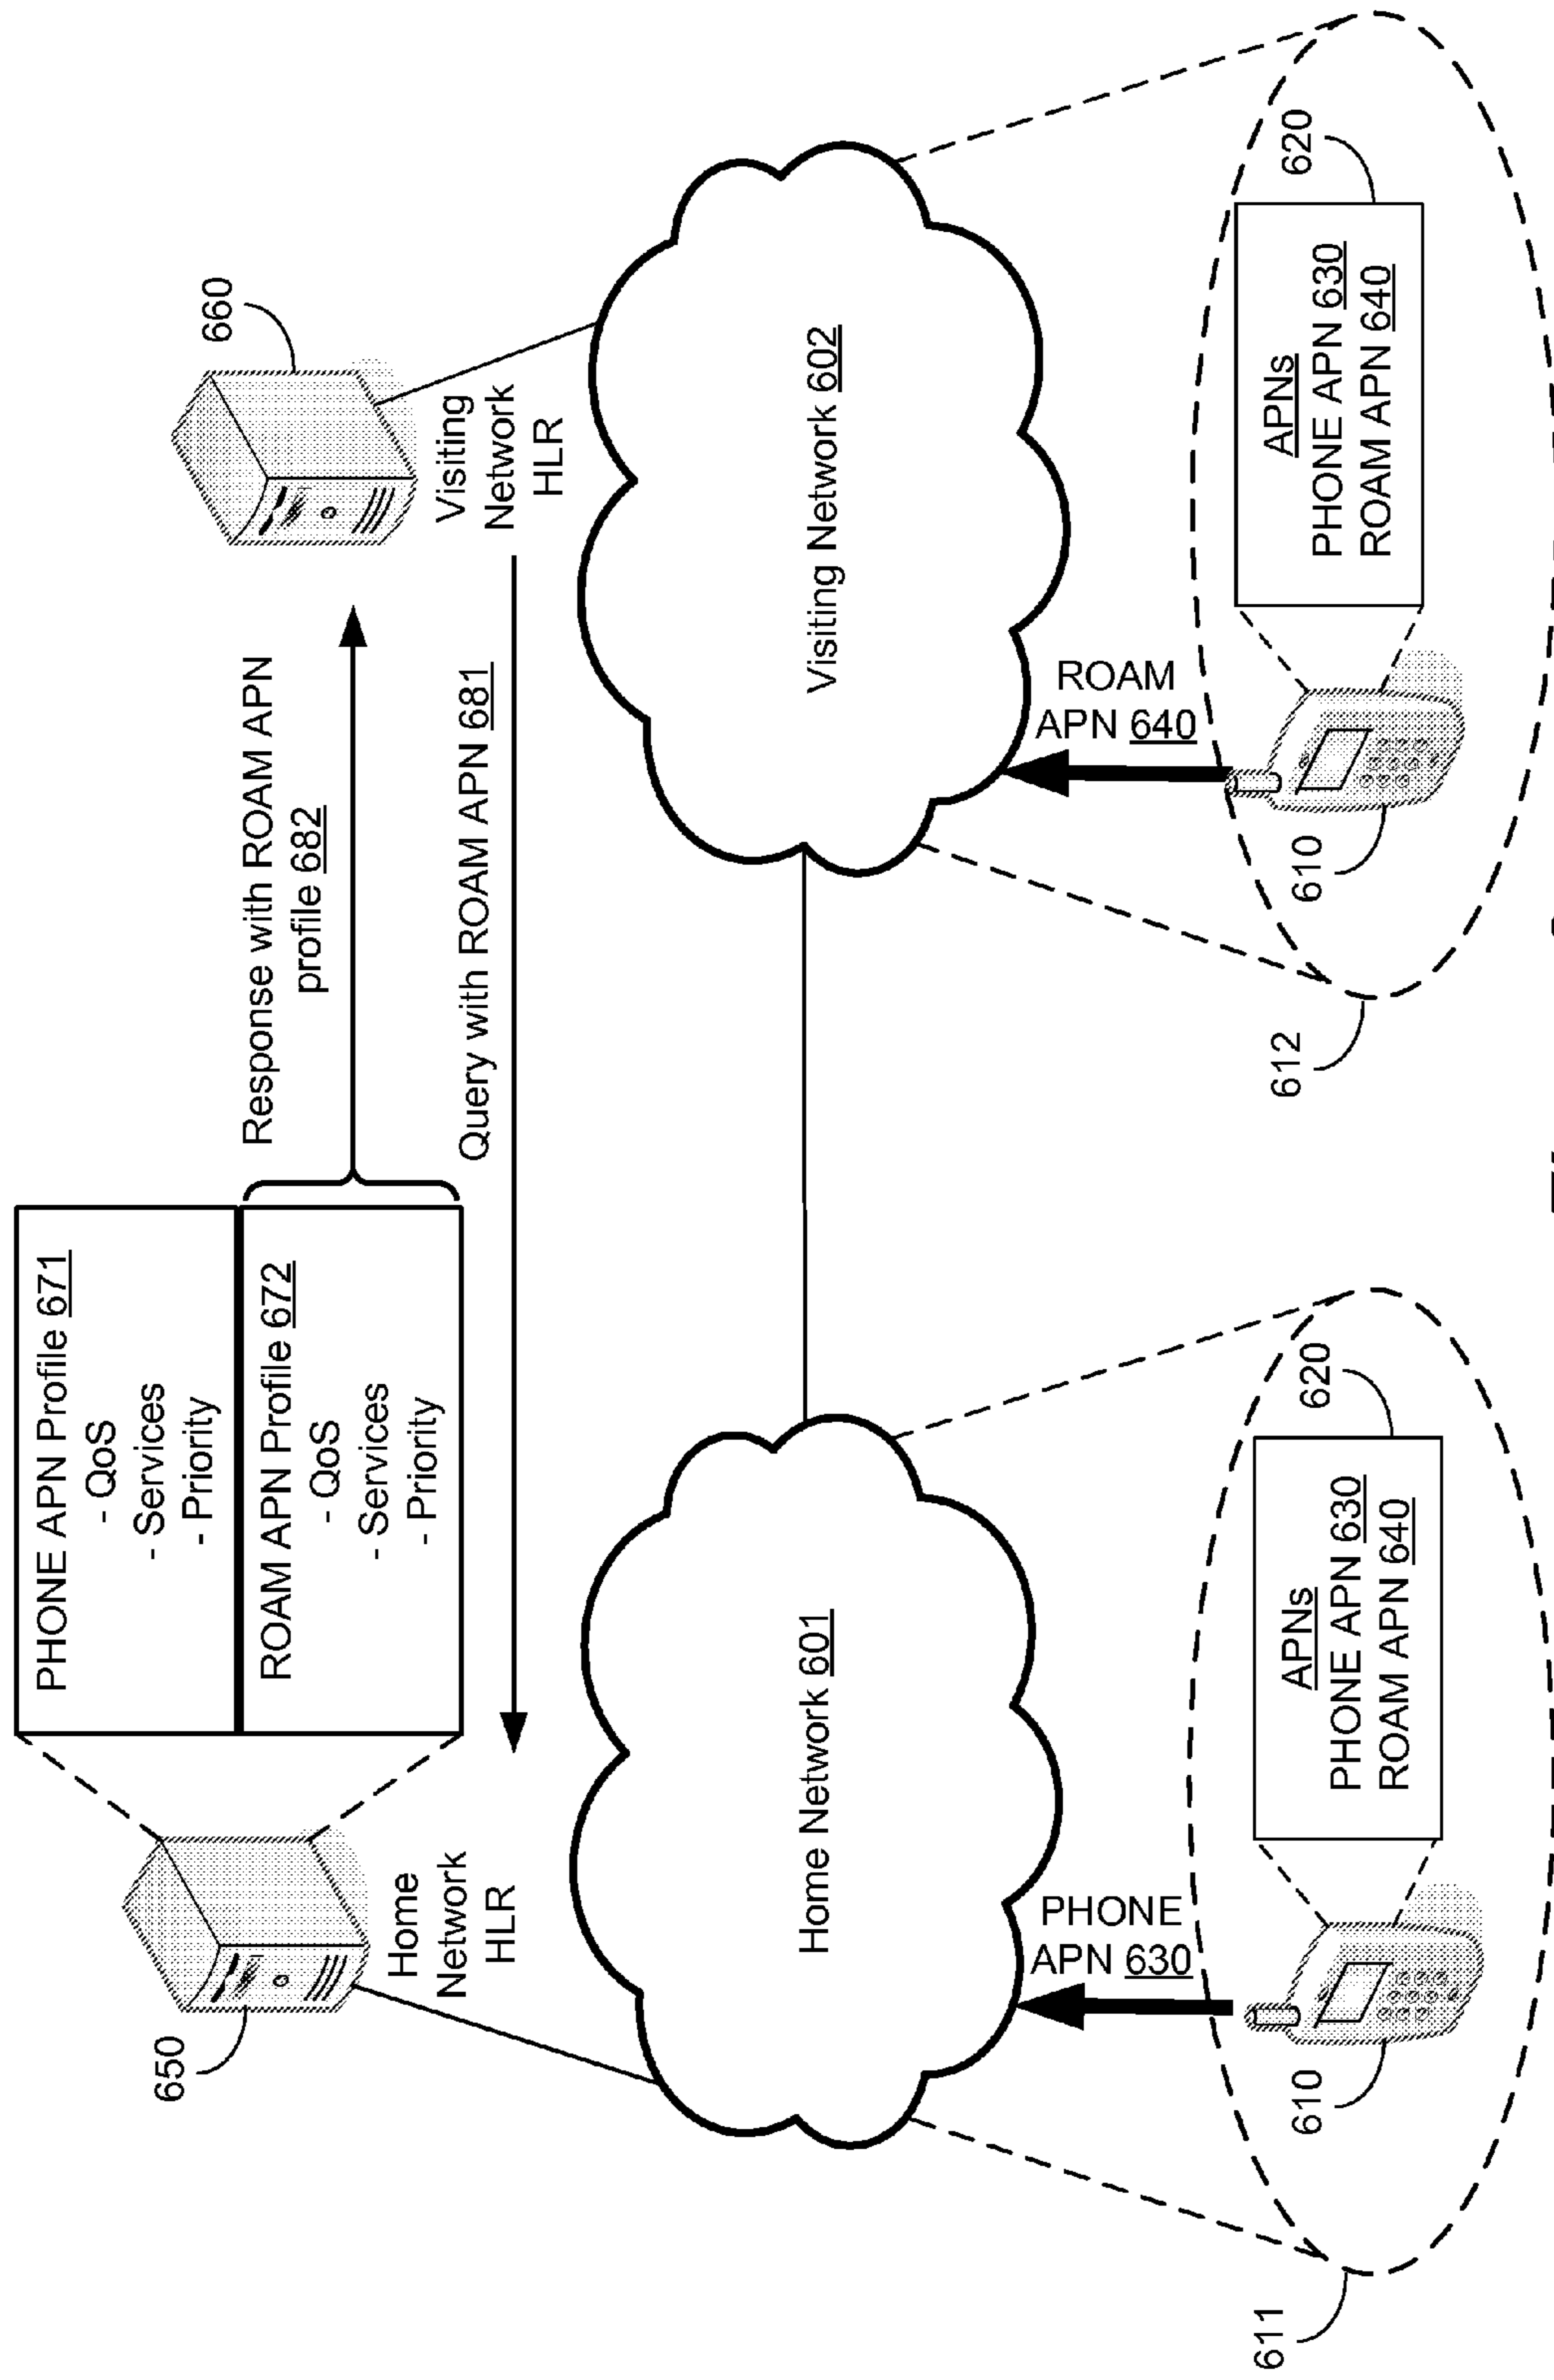 PHONE APN Profile 671
- QoS
- Services
- Priority
ROAM APN Profile 672
- QoS
- Services
- Priority
Response with ROAM APN
profile 682
Query with ROAM APN 681
650
Home
Network
HLR
660
Visiting
Network
HLR
Home Network 601
Visiting Network 602
PHONE
APN 630
ROAM
APN 640
611
610
620
APNs
PHONE APN 630
ROAM APN 640
612
610
620
APNs
PHONE APN 630
ROAM APN 640